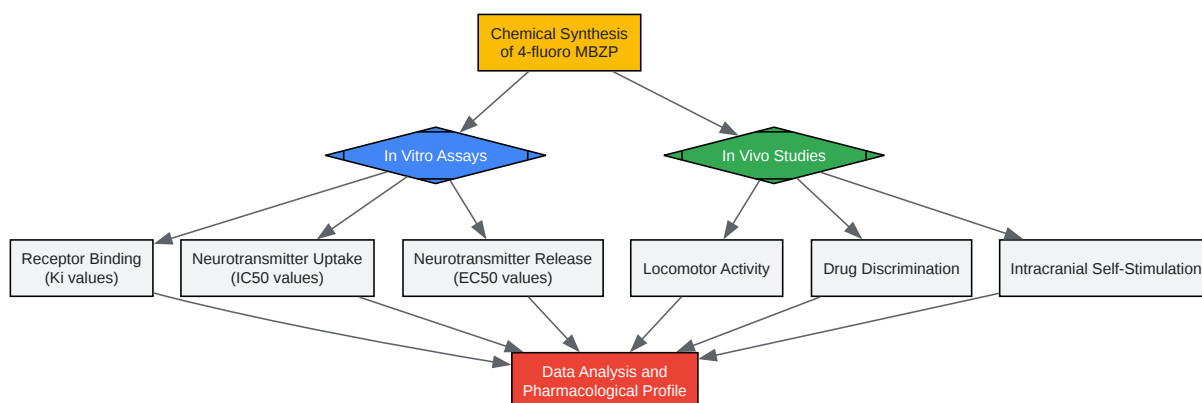 Chemical Synthesis
of 4-fluoro MBZP
In Vitro Assays
In Vivo Studies
Receptor Binding
(Ki values)
Neurotransmitter Uptake
(IC50 values)
Neurotransmitter Release
(EC50 values)
Locomotor Activity
Drug Discrimination
Intracranial Self-Stimulation
Data Analysis and
Pharmacological Profile